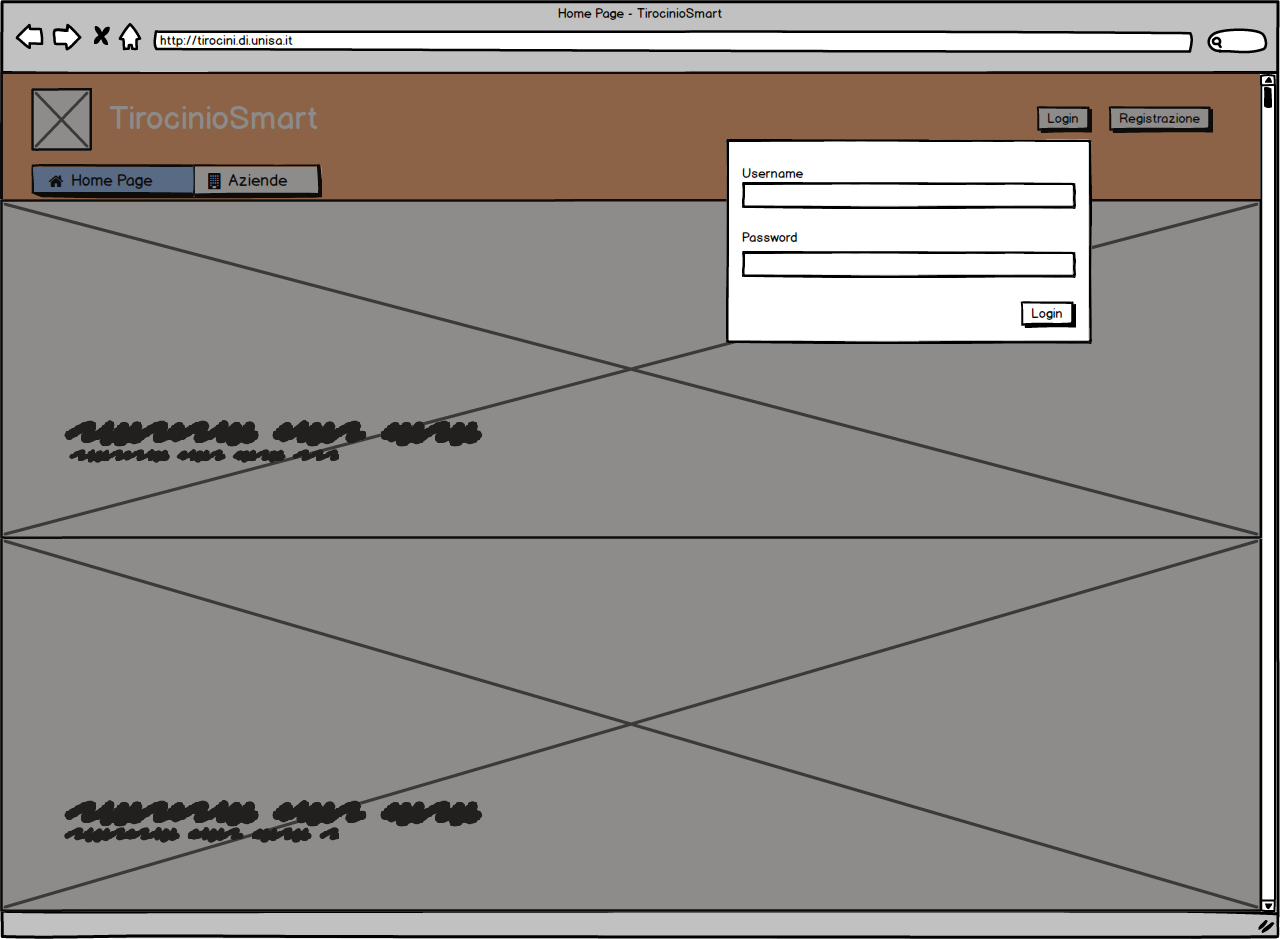 Home Page - TirocinioSmart
http://tirocini.di.unisa.it
TirocinioSmart
Login
Registrazione
Home Page
Aziende
Username
Password
Login